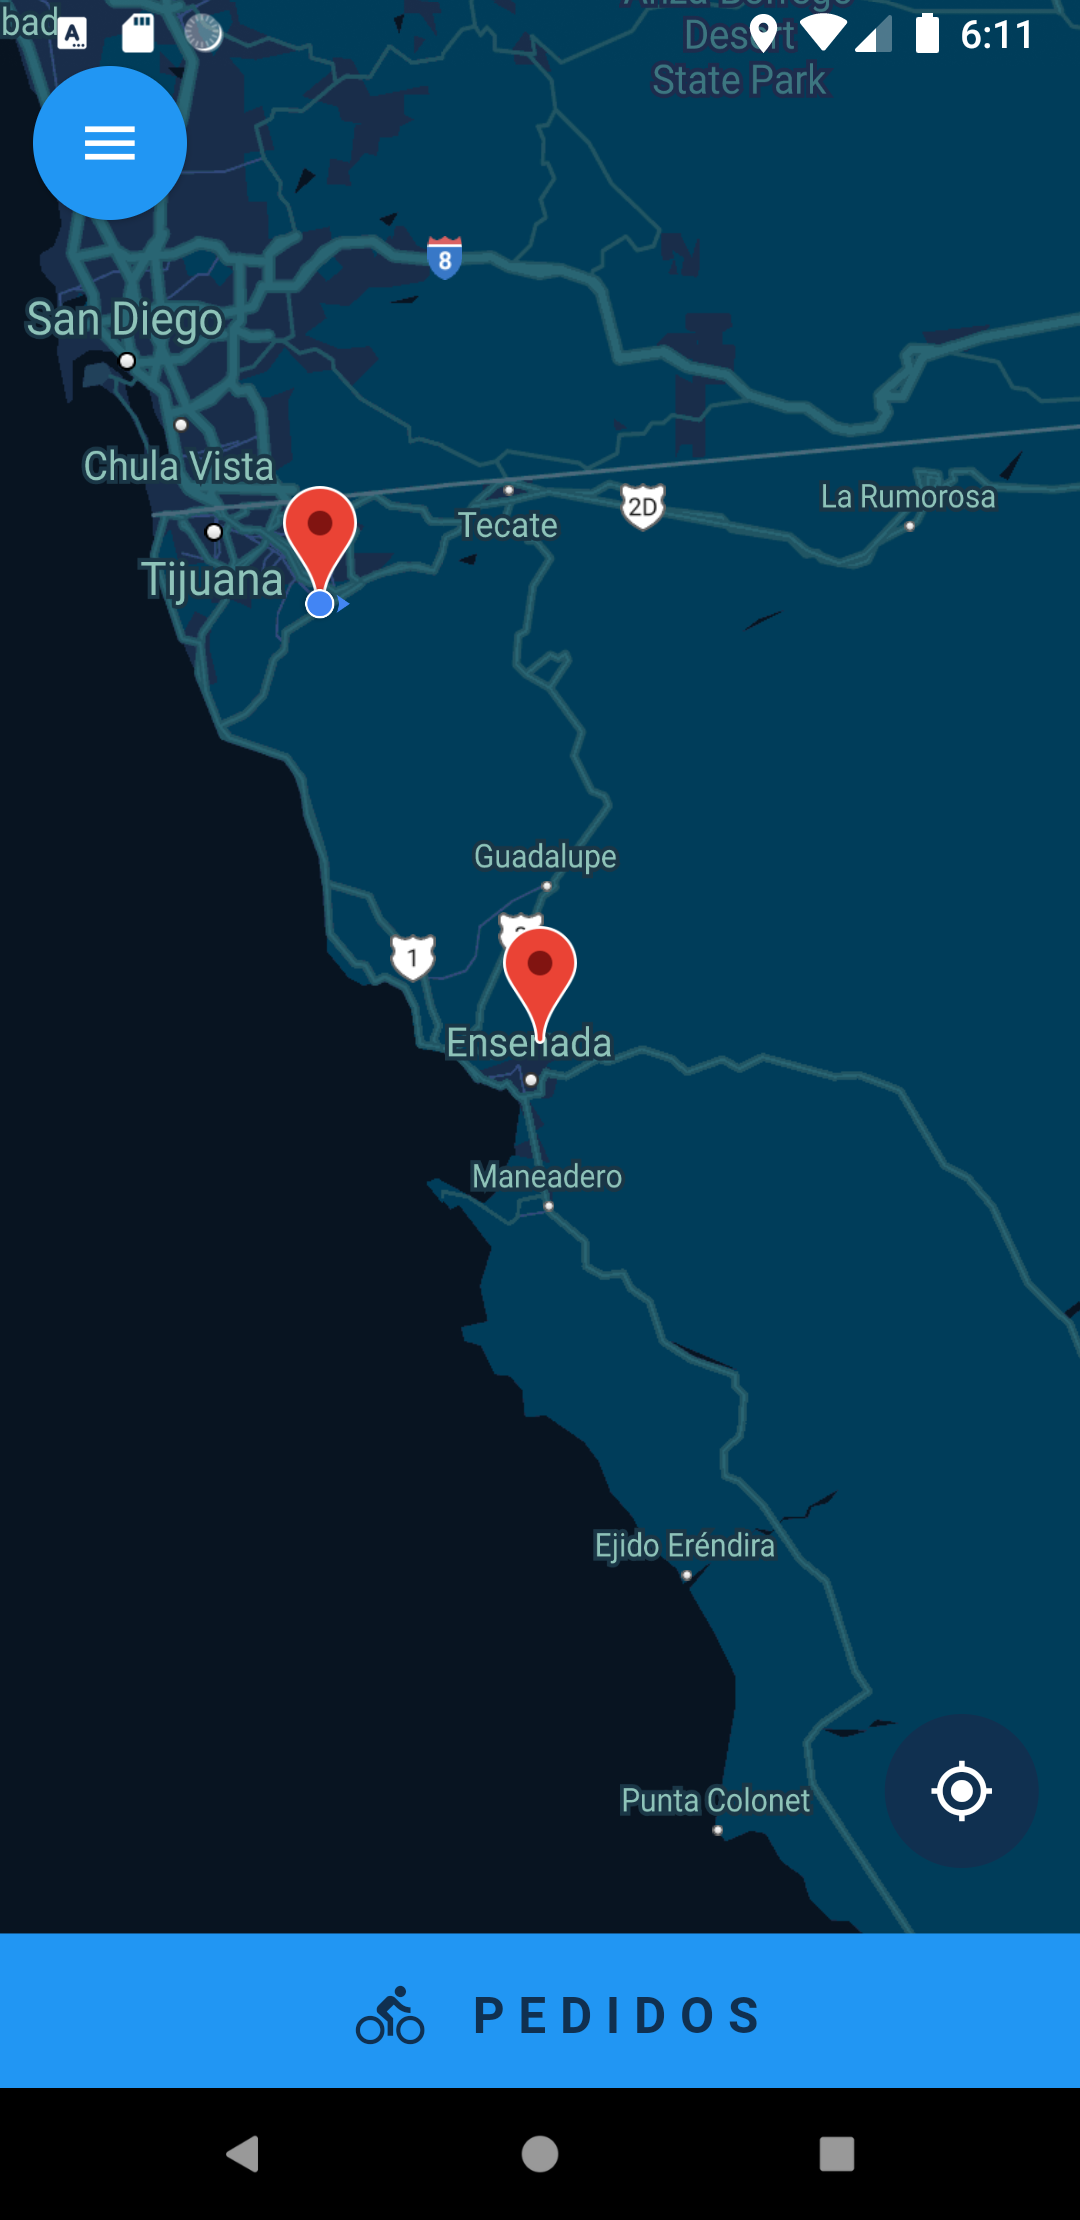 bad
A
6:11
Desert
State Park
8
San Diego
Chula Vista
Tijuana
Tecate
2D
La Rumorosa
Guadalupe
1
Ensenada
Maneadero
Ejido Eréndira
Punta Colonet
PEDIDOS